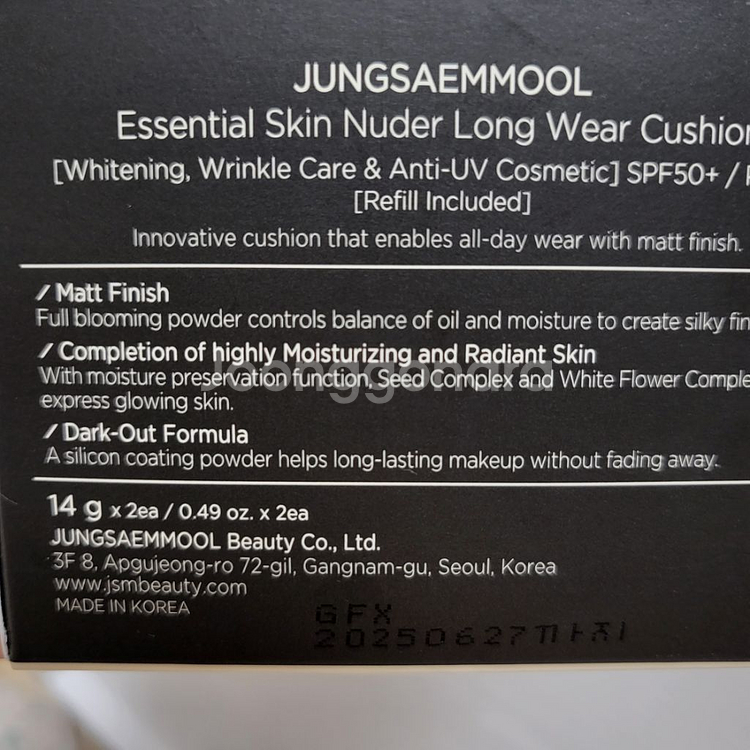 JUNGSAEMMOOL
Essential Skin Nuder Long Wear Cushion
[Whitening, Wrinkle Care & Anti-UV Cosmetic] SPF50+ /
[Refill Included]
Innovative cushion that enables all-day wear with matt finish.
/ Matt Finish
Full blooming powder controls balance of oil and moisture to create silky fin
/ Completion of highly Moisturizing and Radiant Skin
With moisture preservation function, Seed Complex and White Flower Comple
express glowing skin.
/ Dark-Out Formula
A silicon coating powder helps long-lasting makeup without fading away.
14 g x 2ea / 0.49 oz. x 2ea
JUNGSAEMMOOL Beauty Co., Ltd.
3F 8, Apgujeong-ro 72-gil, Gangnam-gu, Seoul, Korea
www.jsmbeauty.com
MADE IN KOREA
GFX
20250627까지
joonggonara